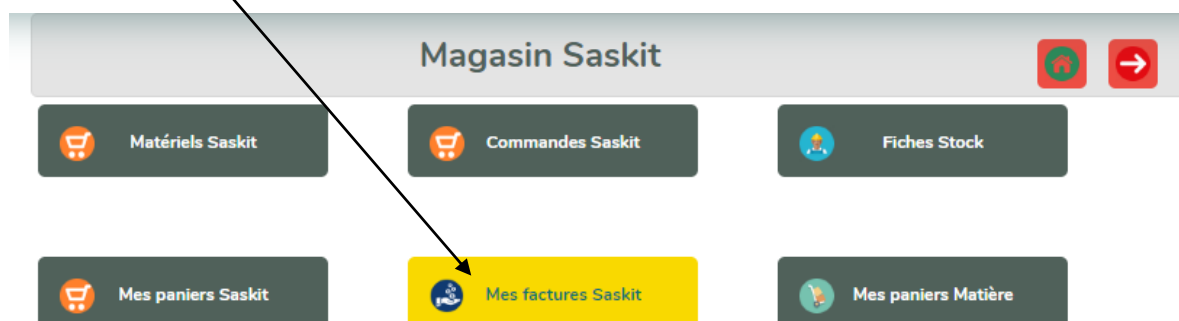 Magasin Saskit
Matériels Saskit
Commandes Saskit
Fiches Stock
Mes paniers Saskit
Mes factures Saskit
Mes paniers Matière